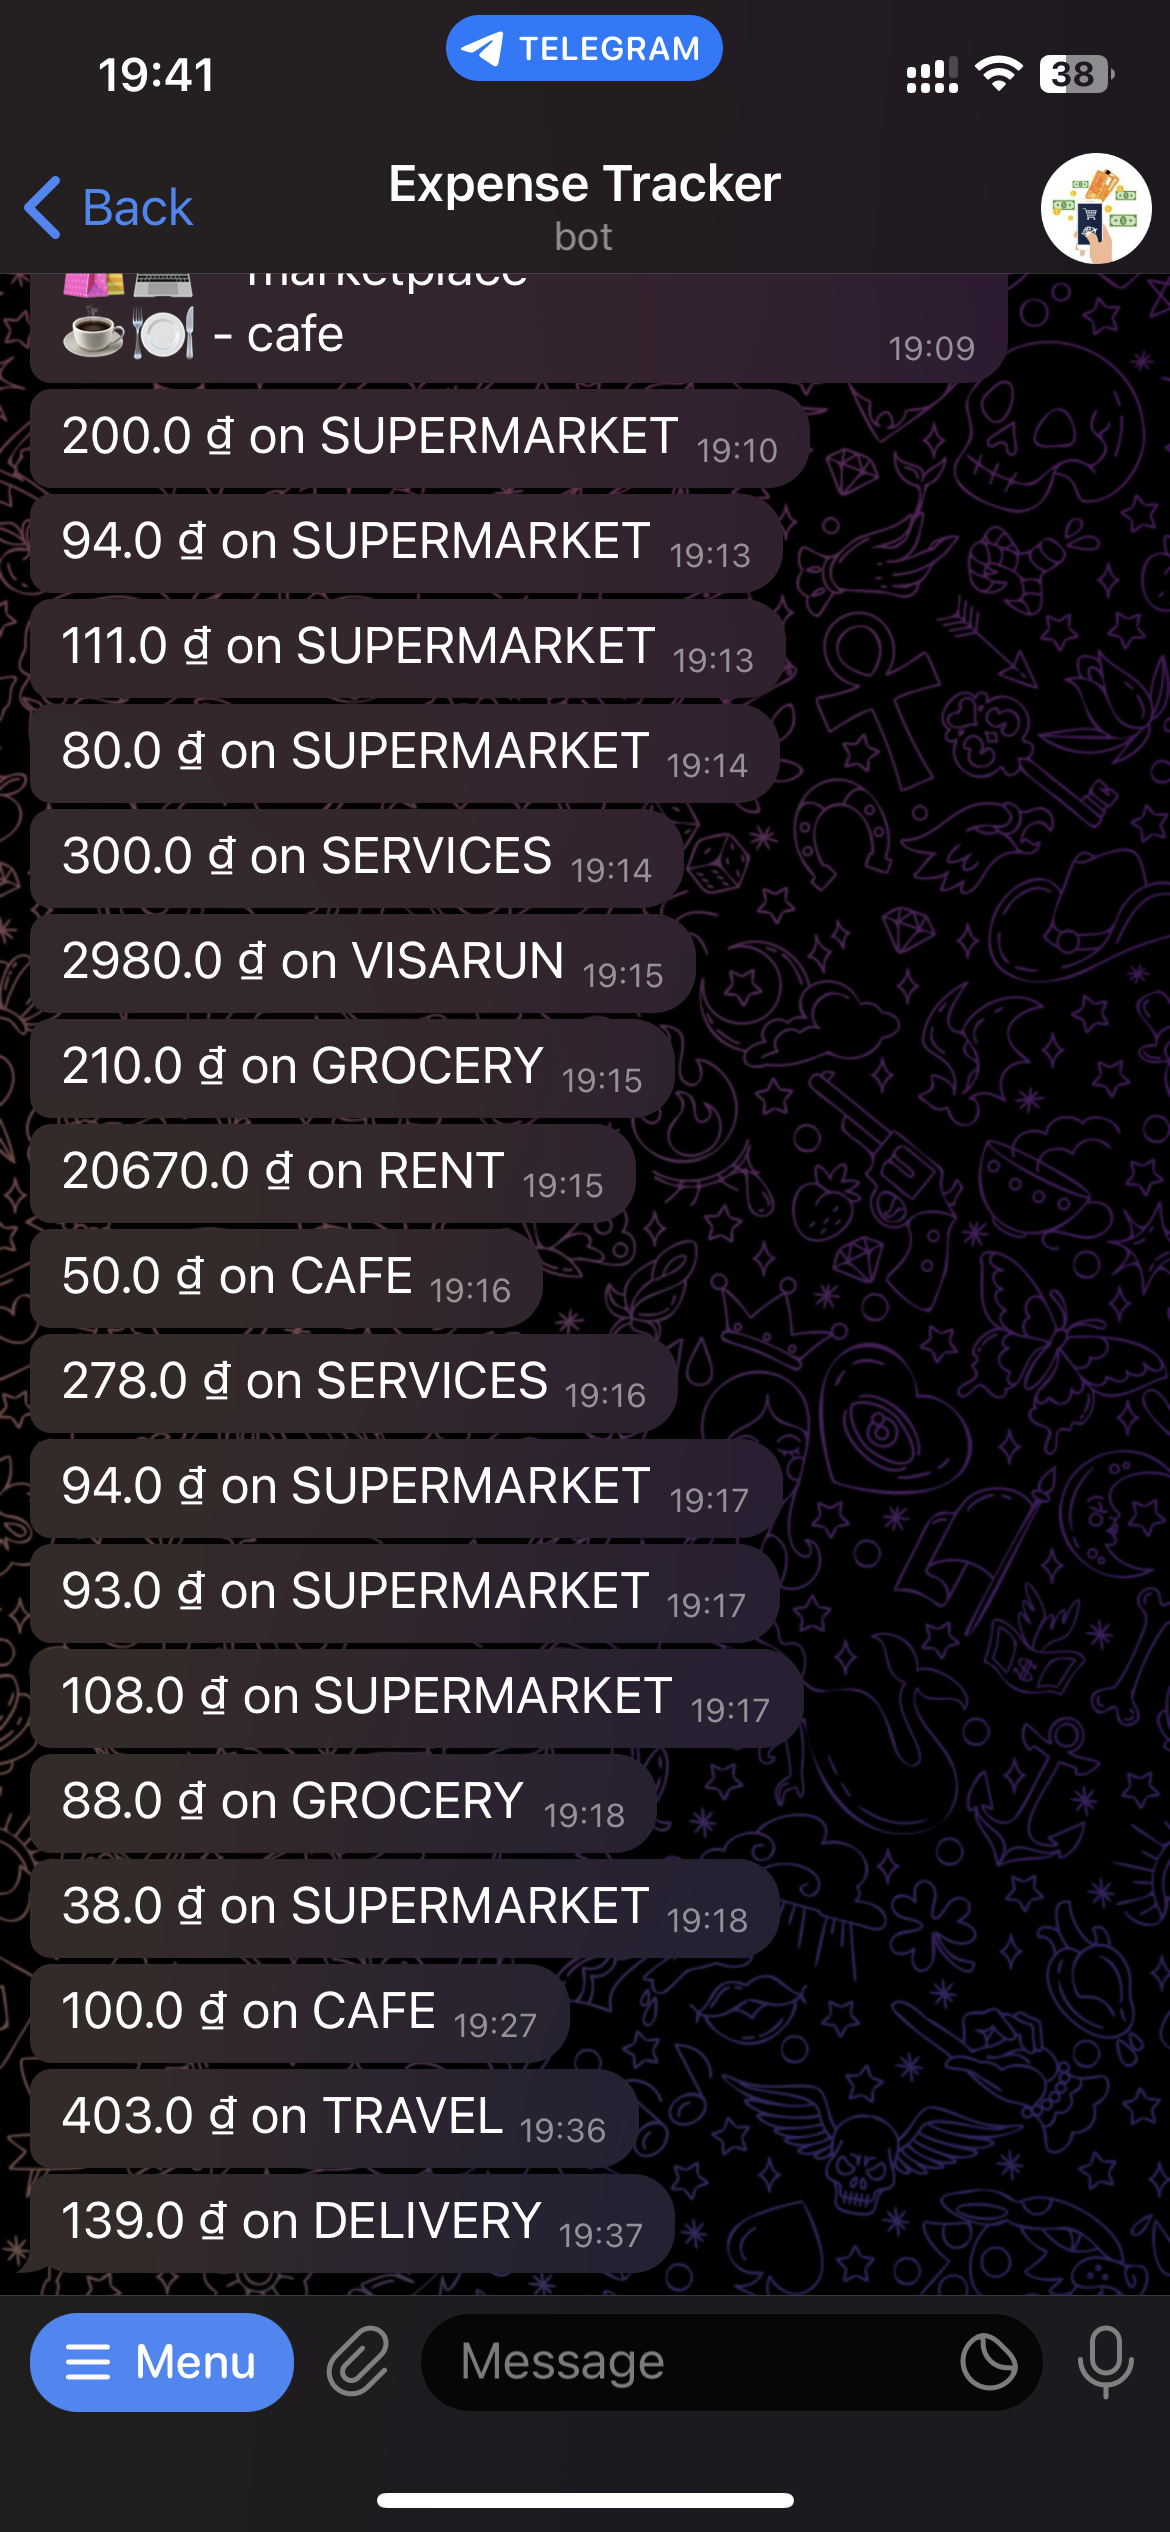 19:41
TELEGRAM
38
Back
Expense Tracker
bot
marketplace
- cafe
19:09
200.0 ₫ on SUPERMARKET 19:10
94.0 ₫ on SUPERMARKET 19:13
111.0 ₫ on SUPERMARKET 19:13
80.0 ₫ on SUPERMARKET 19:14
300.0 ₫ on SERVICES 19:14
2980.0 ₫ on VISARUN 19:15
210.0 ₫ on GROCERY 19:15
20670.0 ₫ on RENT 19:15
50.0 ₫ on CAFE 19:16
278.0 ₫ on SERVICES 19:16
94.0 ₫ on SUPERMARKET 19:17
93.0 ₫ on SUPERMARKET 19:17
108.0 ₫ on SUPERMARKET 19:17
88.0 ₫ on GROCERY 19:18
38.0 ₫ on SUPERMARKET 19:18
100.0 ₫ on CAFE 19:27
403.0 ₫ on TRAVEL 19:36
139.0 ₫ on DELIVERY 19:37
Menu
Message